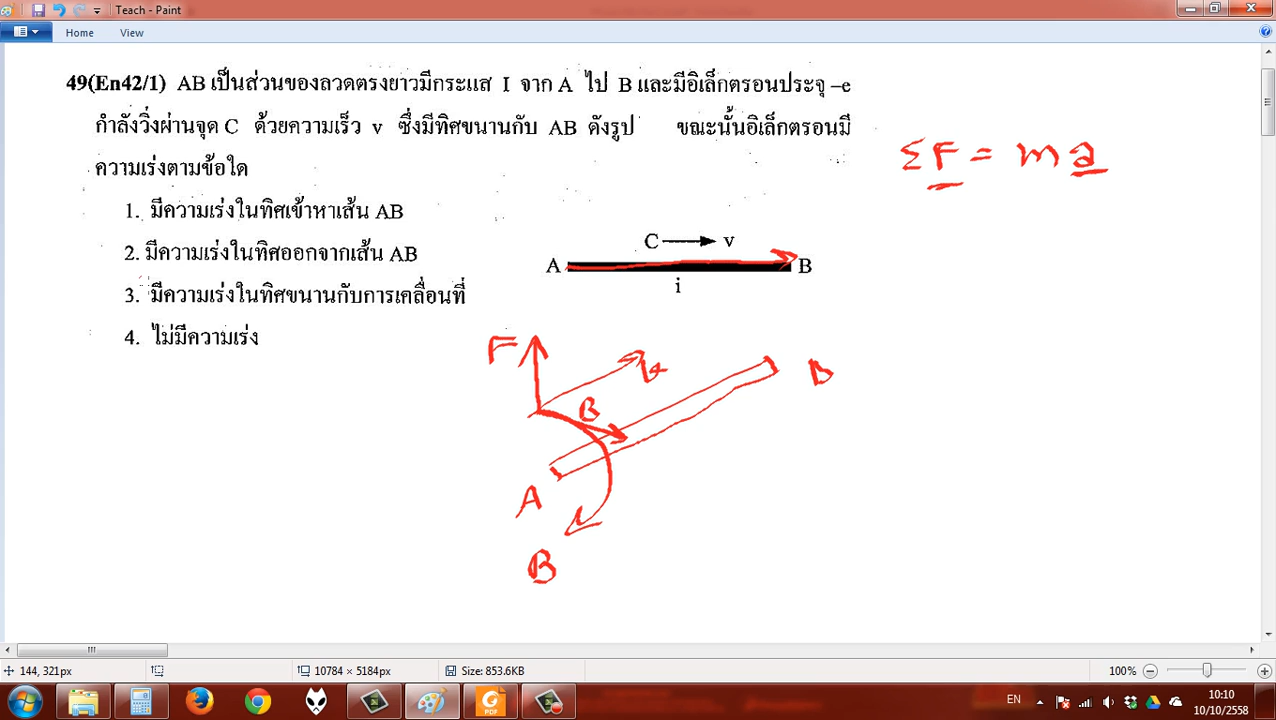 Teach - Paint
Home View
49(En42/1) AB เป็นส่วนของลวดตรงยาวมีกระแส I จาก A ไป B และมีอิเล็กตรอนประจุ –e
กำลังวิ่งผ่านจุด C ด้วยความเร็ว v ซึ่งมีทิศขนานกับ AB ดังรูป ขณะนั้นอิเล็กตรอนมี
ความเร่งตามข้อใด
ΣF = ma
1. มีความเร่งในทิศเข้าหาเส้น AB
2. มีความเร่งในทิศออกจากเส้น AB
3. มีความเร่งในทิศขนานกับการเคลื่อนที่
4. ไม่มีความเร่ง
C v
A B
i
F
B
A
B
144, 321px 10784 × 5184px Size: 853.6KB 100%
PDF
EN 10:10
10/10/2558